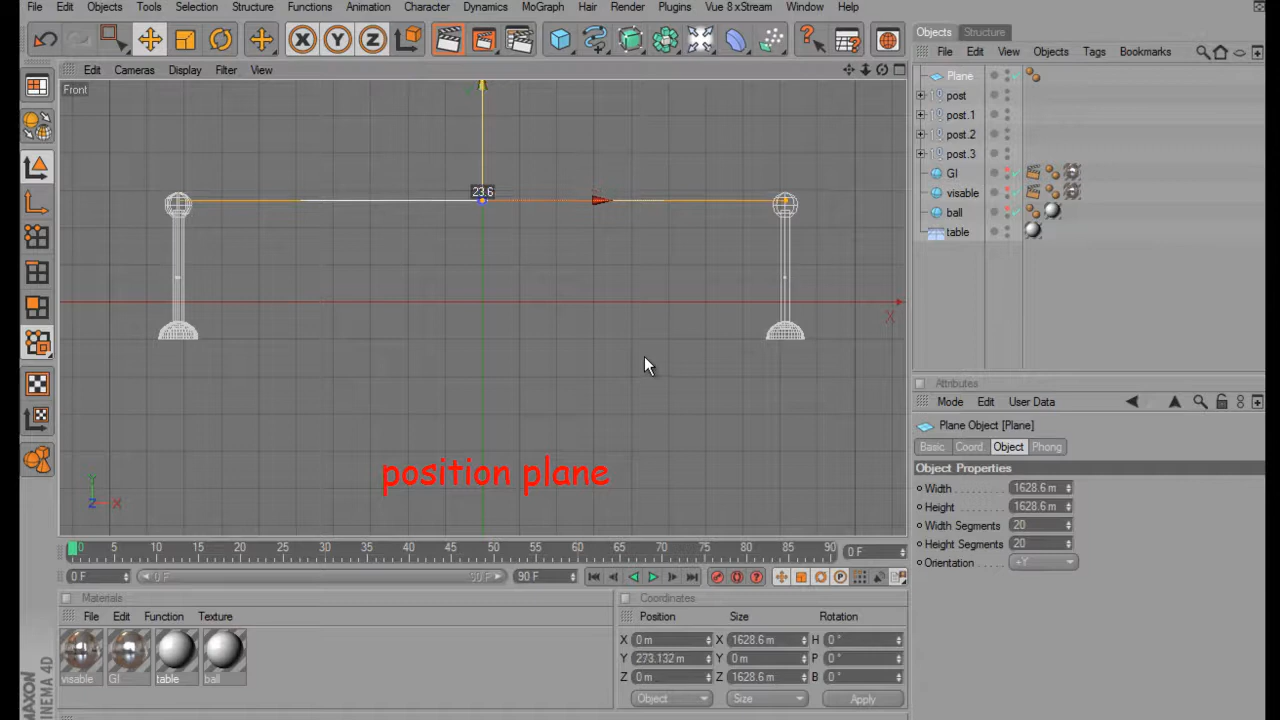 File Edit Objects Tools Selection Structure Functions Animation Character Dynamics MoGraph Hair Render Plugins Vue 8 xStream Window Help
Edit Cameras Display Filter View
Front
23.6
X
position plane
Y
Z X
0 5 10 15 20 25 30 35 40 45 50 55 60 65 70 75 80 85 90 0 F
0 F 0 F 90 F 90 F
Materials
File Edit Function Texture
visable GI table ball
Coordinates
Position Size Rotation
X 0 m X 1628.6 m H 0 °
Y 273.132 m Y 0 m P 0 °
Z 0 m Z 1628.6 m B 0 °
Object Size Apply
MAXON
CINEMA 4D
Objects Structure
File Edit View Objects Tags Bookmarks
Plane
post
post.1
post.2
post.3
GI
visable
ball
table
Attributes
Mode Edit User Data
Plane Object [Plane]
Basic Coord. Object Phong
Object Properties
Width 1628.6 m
Height 1628.6 m
Width Segments 20
Height Segments 20
Orientation +Y